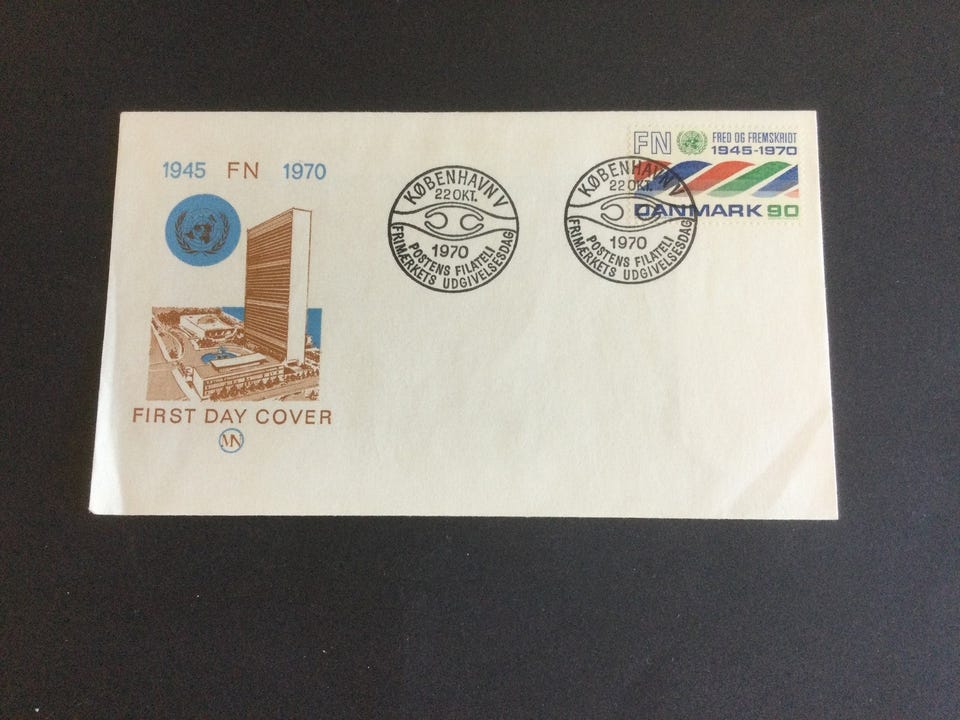 1945 FN 1970
FIRST DAY COVER
KØBENHAVN V
22 OKT.
1970
POSTENS FILATELI
FRIMÆRKETS UDGIVELSESDAG
KØBENHAVN V
22 OKT.
1970
POSTENS FILATELI
FRIMÆRKETS UDGIVELSESDAG
FN FRED OG FREMSKRIDT
1945-1970
DANMARK 90